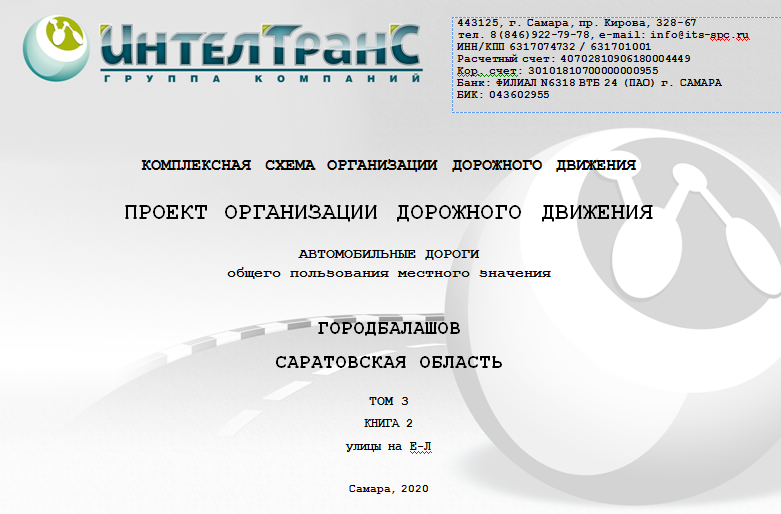 ИнтелТранС
ГРУППА КОМПАНИЙ
443125, г. Самара, пр. Кирова, 328-67
тел. 8(846)922-79-78, e-mail: info@its-spc.ru
ИНН/КПП 6317074732 / 631701001
Расчетный счет: 40702810906180004449
Кор. счет: 30101810700000000955
Банк: ФИЛИАЛ N6318 ВТБ 24 (ПАО) г. САМАРА
БИК: 043602955
КОМПЛЕКСНАЯ СХЕМА ОРГАНИЗАЦИИ ДОРОЖНОГО ДВИЖЕНИЯ
ПРОЕКТ ОРГАНИЗАЦИИ ДОРОЖНОГО ДВИЖЕНИЯ
АВТОМОБИЛЬНЫЕ ДОРОГИ
общего пользования местного значения
ГОРОДБАЛАШОВ
САРАТОВСКАЯ ОБЛАСТЬ
ТОМ 3
КНИГА 2
улицы на Е-Л
Самара, 2020